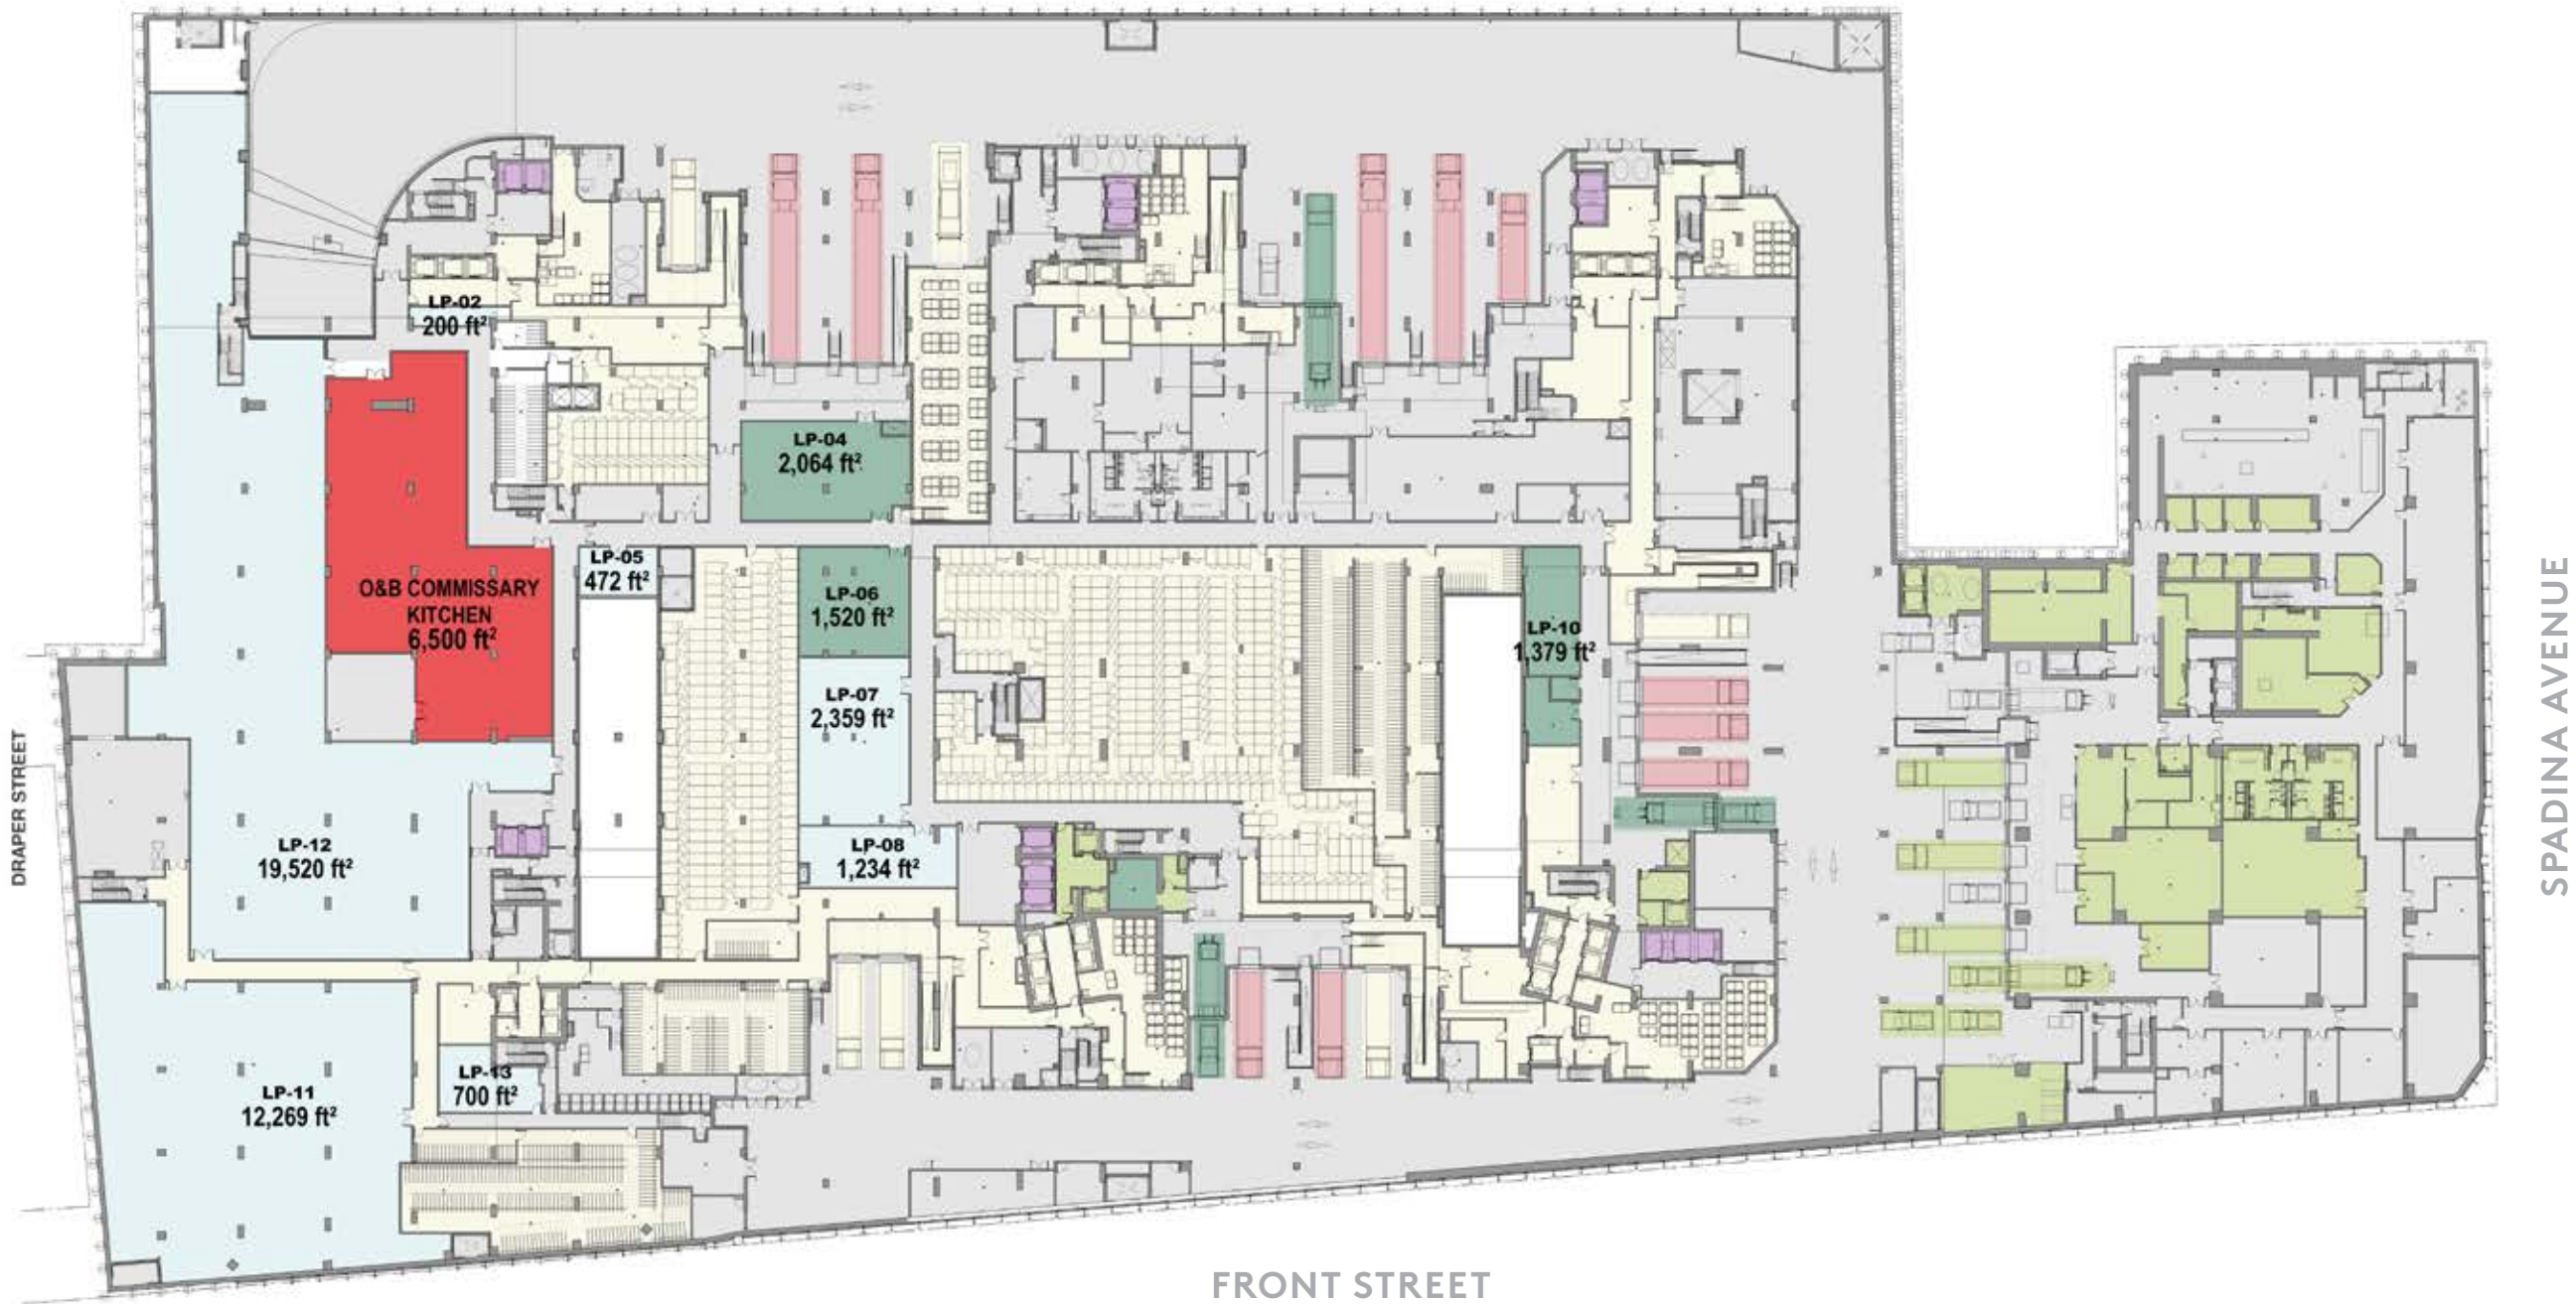 LP-02
200 ft²
LP-04
2,064 ft²
LP-05
472 ft²
O&B COMMISSARY
KITCHEN
6,500 ft²
LP-06
1,520 ft²
LP-10
1,379 ft²
LP-07
2,359 ft²
LP-12
19,520 ft²
LP-08
1,234 ft²
LP-13
700 ft²
LP-11
12,269 ft²
DRAPER STREET
SPADINA AVENUE
FRONT STREET